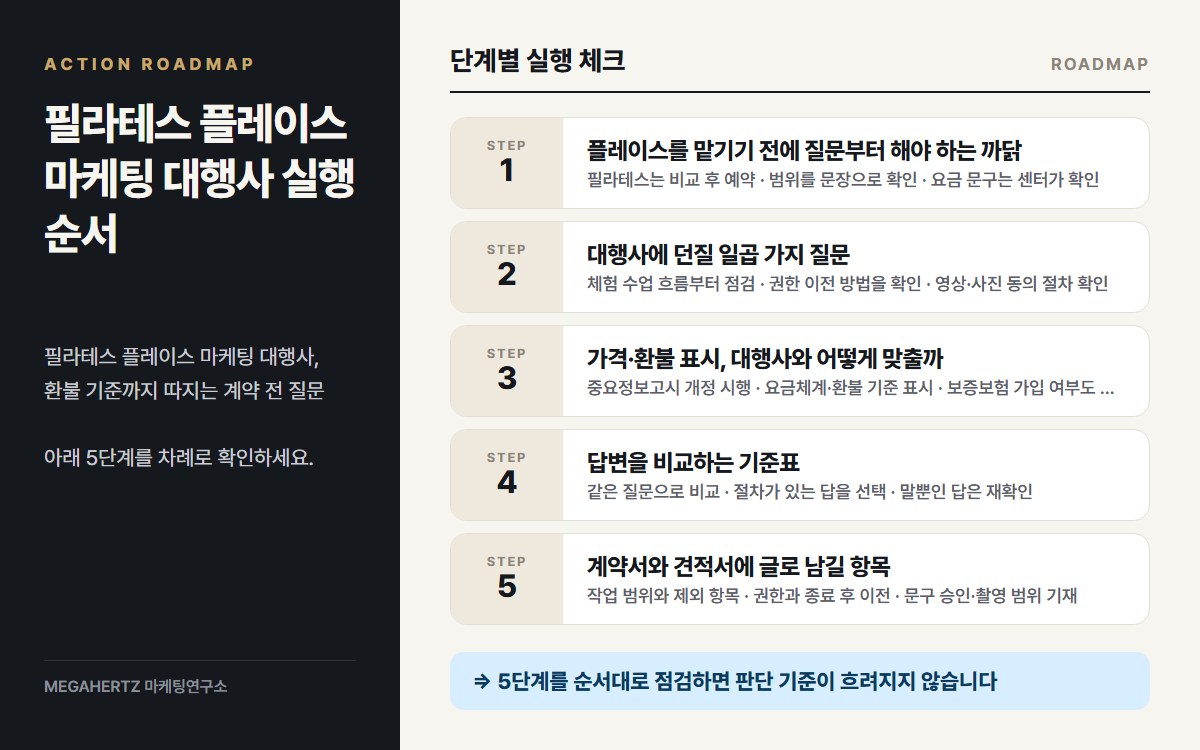 ACTION ROADMAP
필라테스 플레이스
마케팅 대행사 실행
순서
필라테스 플레이스 마케팅 대행사,
환불 기준까지 따지는 계약 전 질문
아래 5단계를 차례로 확인하세요.
MEGAHERTZ 마케팅연구소
단계별 실행 체크
ROADMAP
STEP
1
플레이스를 맡기기 전에 질문부터 해야 하는 까닭
필라테스는 비교 후 예약 · 범위를 문장으로 확인 · 요금 문구는 센터가 확인
STEP
2
대행사에 던질 일곱 가지 질문
체험 수업 흐름부터 점검 · 권한 이전 방법을 확인 · 영상·사진 동의 절차 확인
STEP
3
가격·환불 표시, 대행사와 어떻게 맞출까
중요정보고시 개정 시행 · 요금체계·환불 기준 표시 · 보증보험 가입 여부도 ...
STEP
4
답변을 비교하는 기준표
같은 질문으로 비교 · 절차가 있는 답을 선택 · 말뿐인 답은 재확인
STEP
5
계약서와 견적서에 글로 남길 항목
작업 범위와 제외 항목 · 권한과 종료 후 이전 · 문구 승인·촬영 범위 기재
⇒ 5단계를 순서대로 점검하면 판단 기준이 흐려지지 않습니다